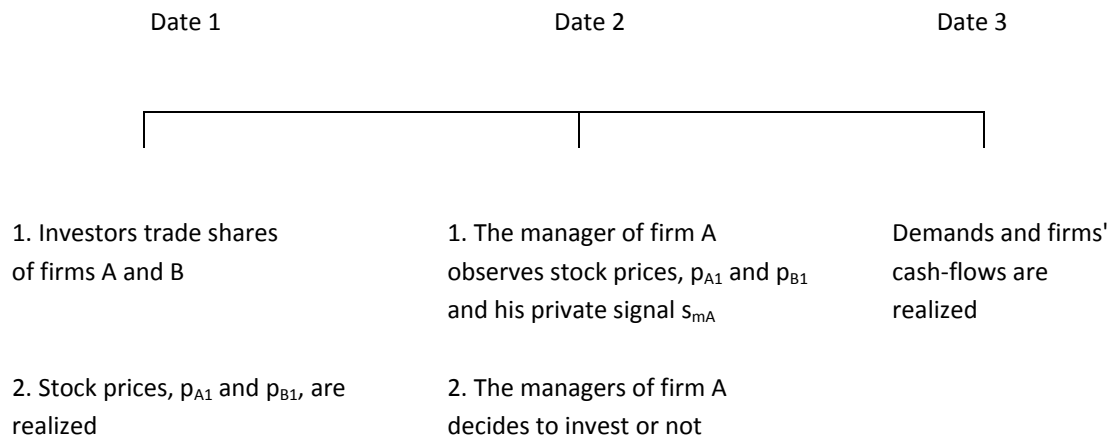 Date 1
Date 2
Date 3
1. Investors trade shares
of firms A and B
2. Stock prices, pA1 and pB1, are
realized
1. The manager of firm A
observes stock prices, pA1 and pB1
and his private signal smA
2. The managers of firm A
decides to invest or not
Demands and firms'
cash-flows are
realized